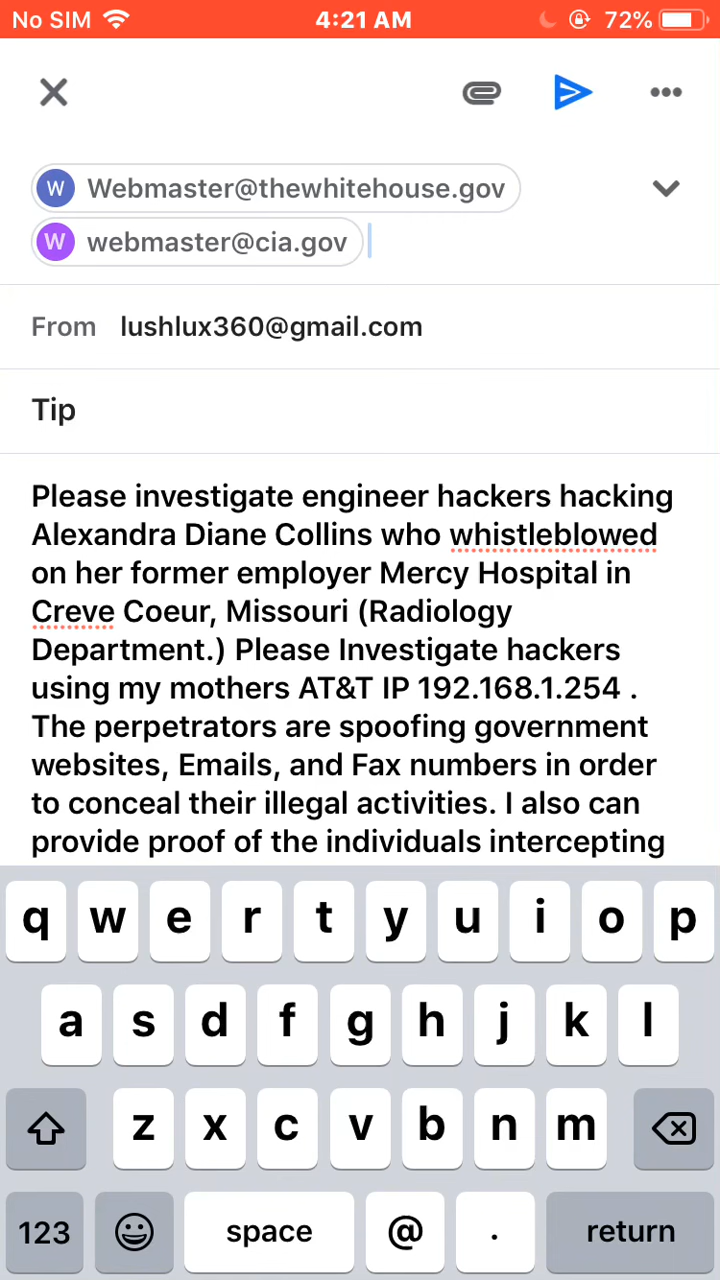 No SIM 4:21 AM 72%
W Webmaster@thewhitehouse.gov
W webmaster@cia.gov
From lushlux360@gmail.com
Tip
Please investigate engineer hackers hacking
Alexandra Diane Collins who whistleblowed
on her former employer Mercy Hospital in
Creve Coeur, Missouri (Radiology
Department.) Please Investigate hackers
using my mothers AT&T IP 192.168.1.254 .
The perpetrators are spoofing government
websites, Emails, and Fax numbers in order
to conceal their illegal activities. I also can
provide proof of the individuals intercepting
q w e r t y u i o p
a s d f g h j k l
z x c v b n m
123 space @ . return